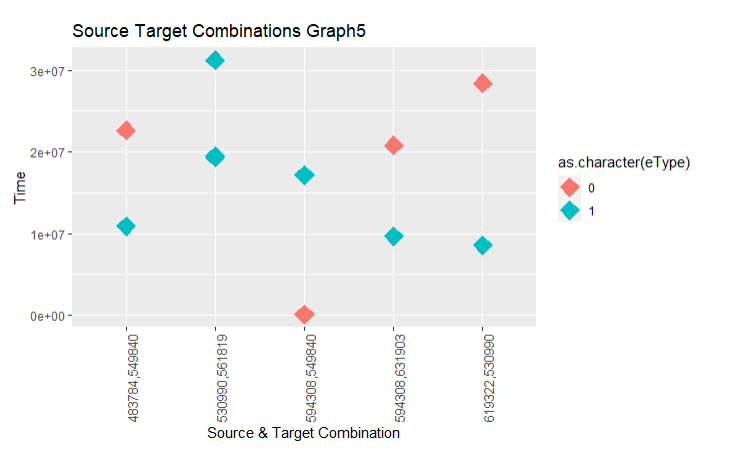 Source Target Combinations Graph5
3e+07
2e+07
1e+07
0e+00
Time
483784,549840
530990,561819
594308,549840
594308,631903
619322,530990
Source & Target Combination
as.character(eType)
0
1